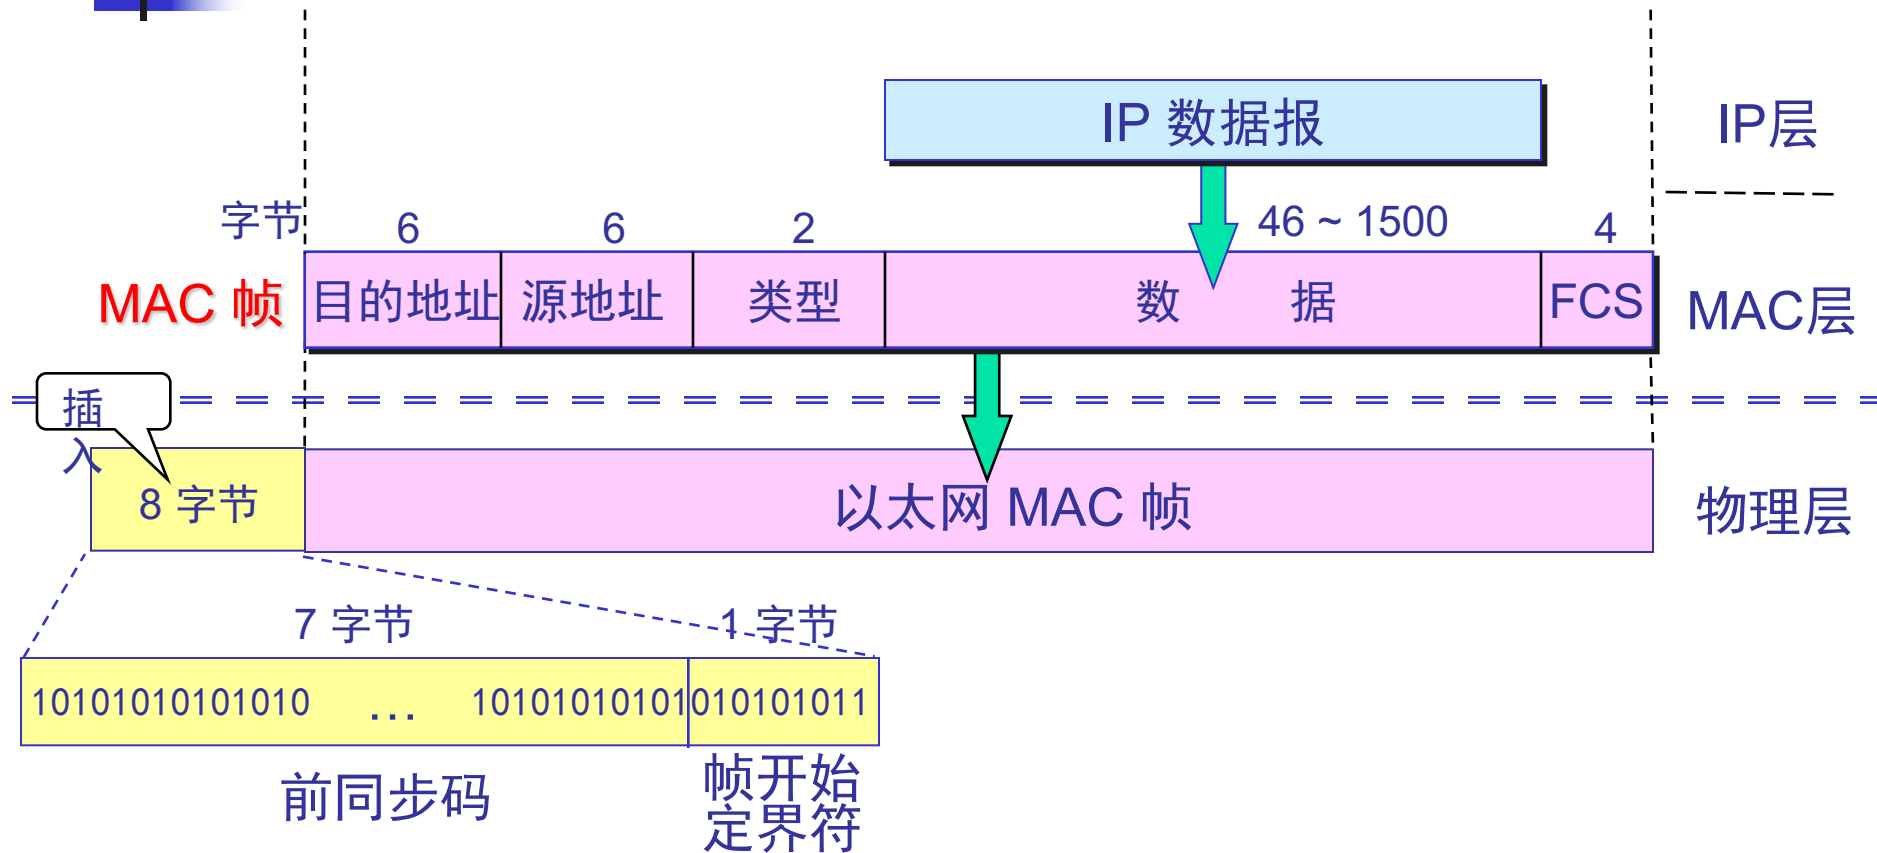 IP 数据报
IP层
字节
6
6
2
46 ~ 1500
4
MAC 帧
目的地址
源地址
类型
数 据
FCS
MAC层
插
入
8 字节
以太网 MAC 帧
物理层
7 字节
1 字节
10101010101010 … 10101010101
010101011
前同步码
帧开始
定界符